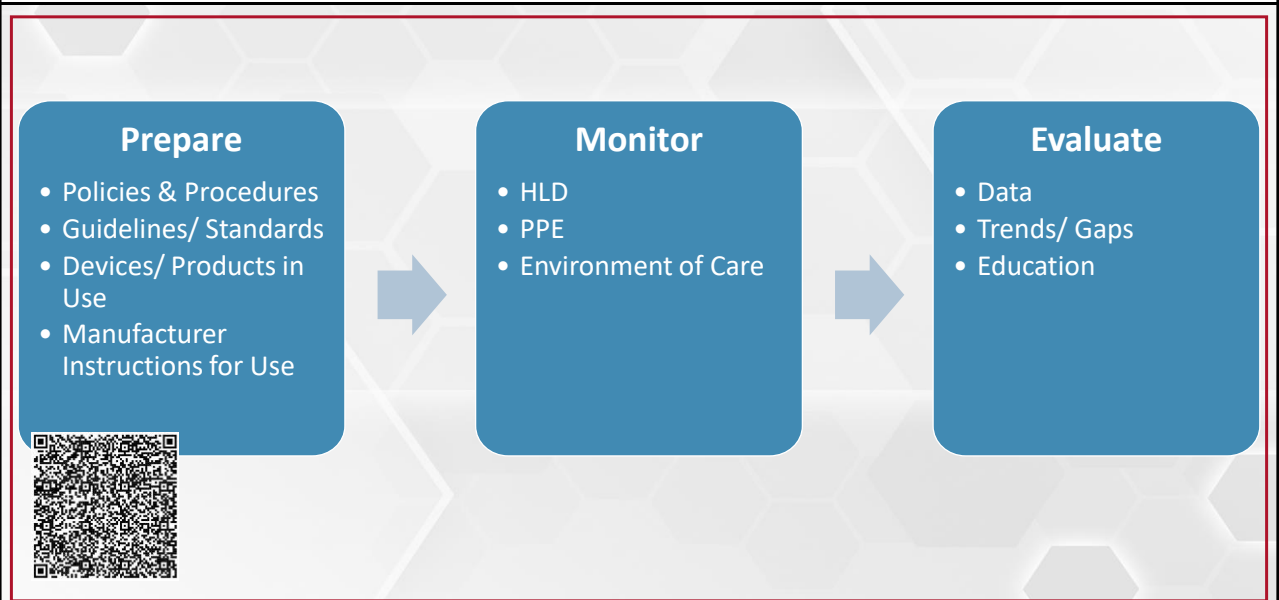 Prepare
• Policies & Procedures
• Guidelines/ Standards
• Devices/ Products in
Use
• Manufacturer
Instructions for Use
Monitor
• HLD
• PPE
• Environment of Care
Evaluate
• Data
• Trends/ Gaps
• Education